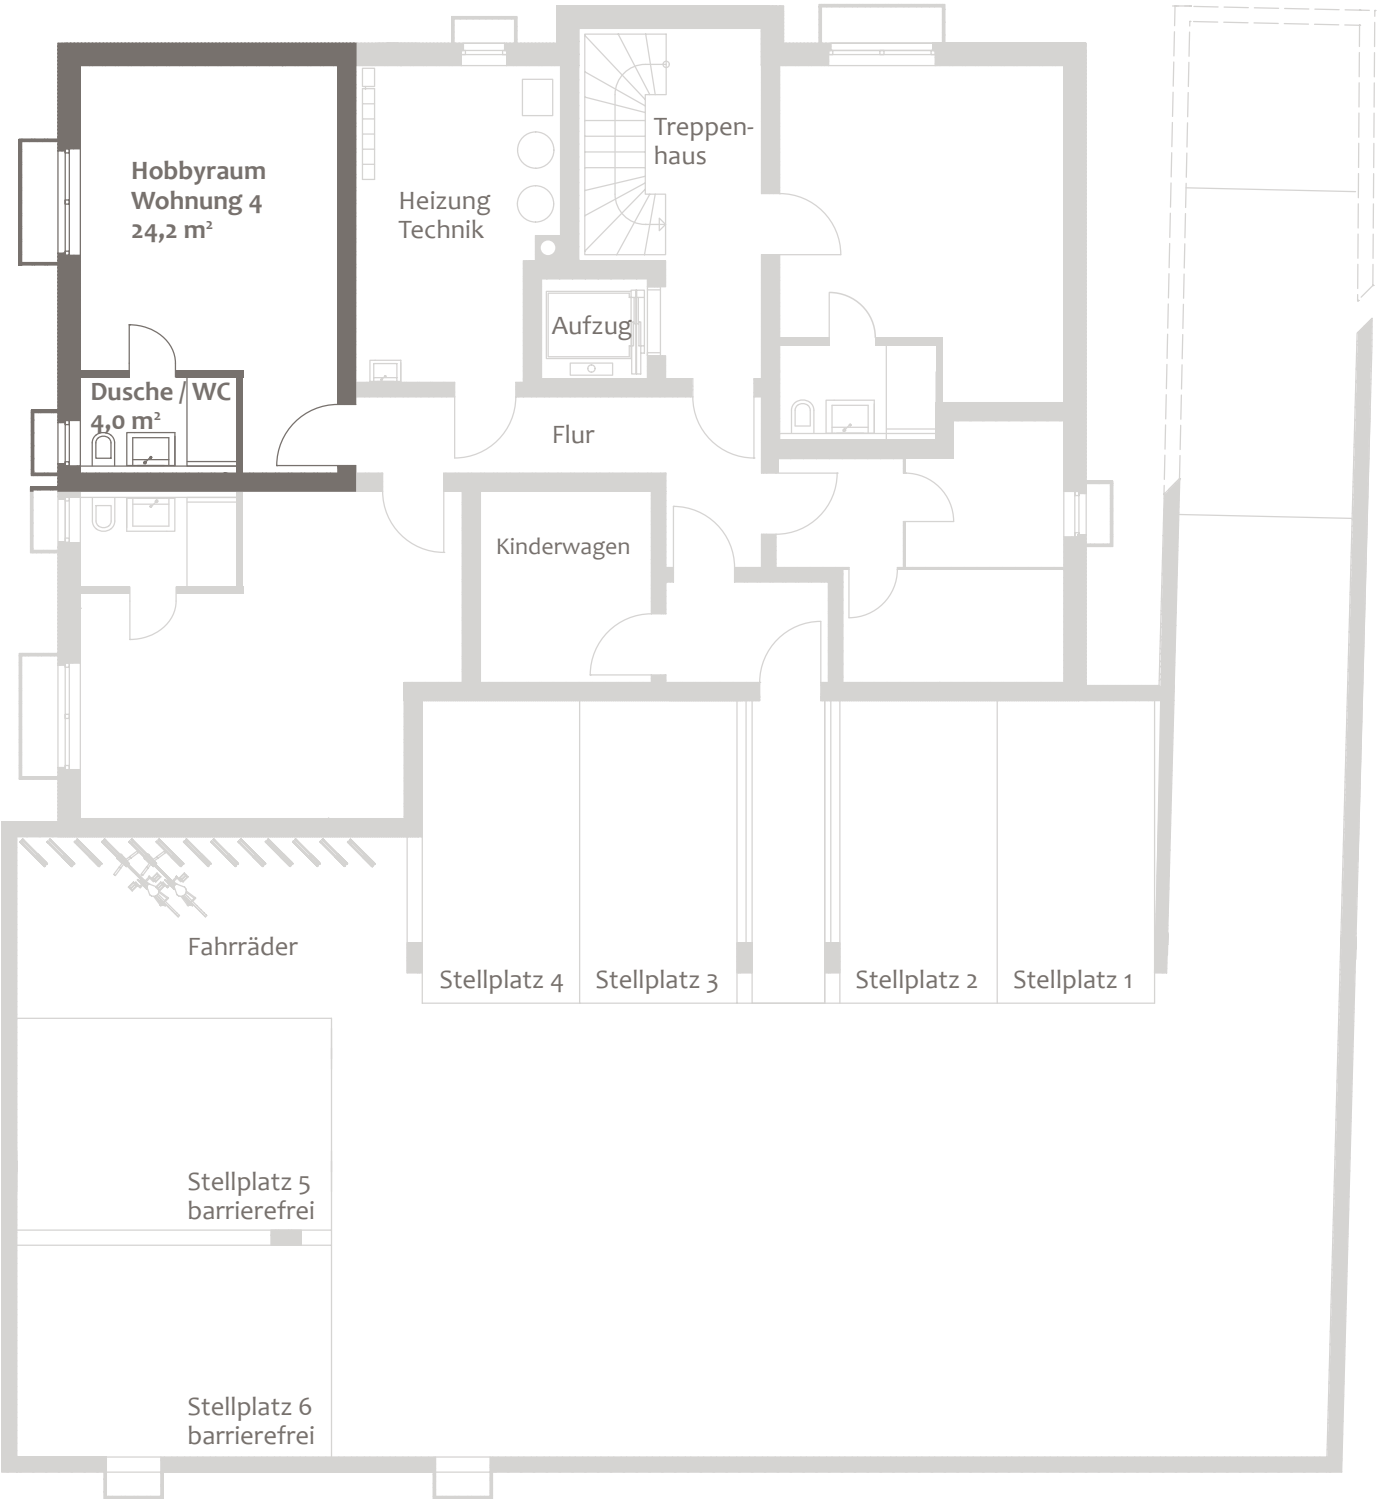 Hobbyraum
Wohnung 4
24,2 m²
Dusche / WC
4,0 m²
Heizung
Technik
Treppen-
haus
Aufzug
Flur
Kinderwagen
Fahrräder
Stellplatz 4
Stellplatz 3
Stellplatz 2
Stellplatz 1
Stellplatz 5
barrierefrei
Stellplatz 6
barrierefrei